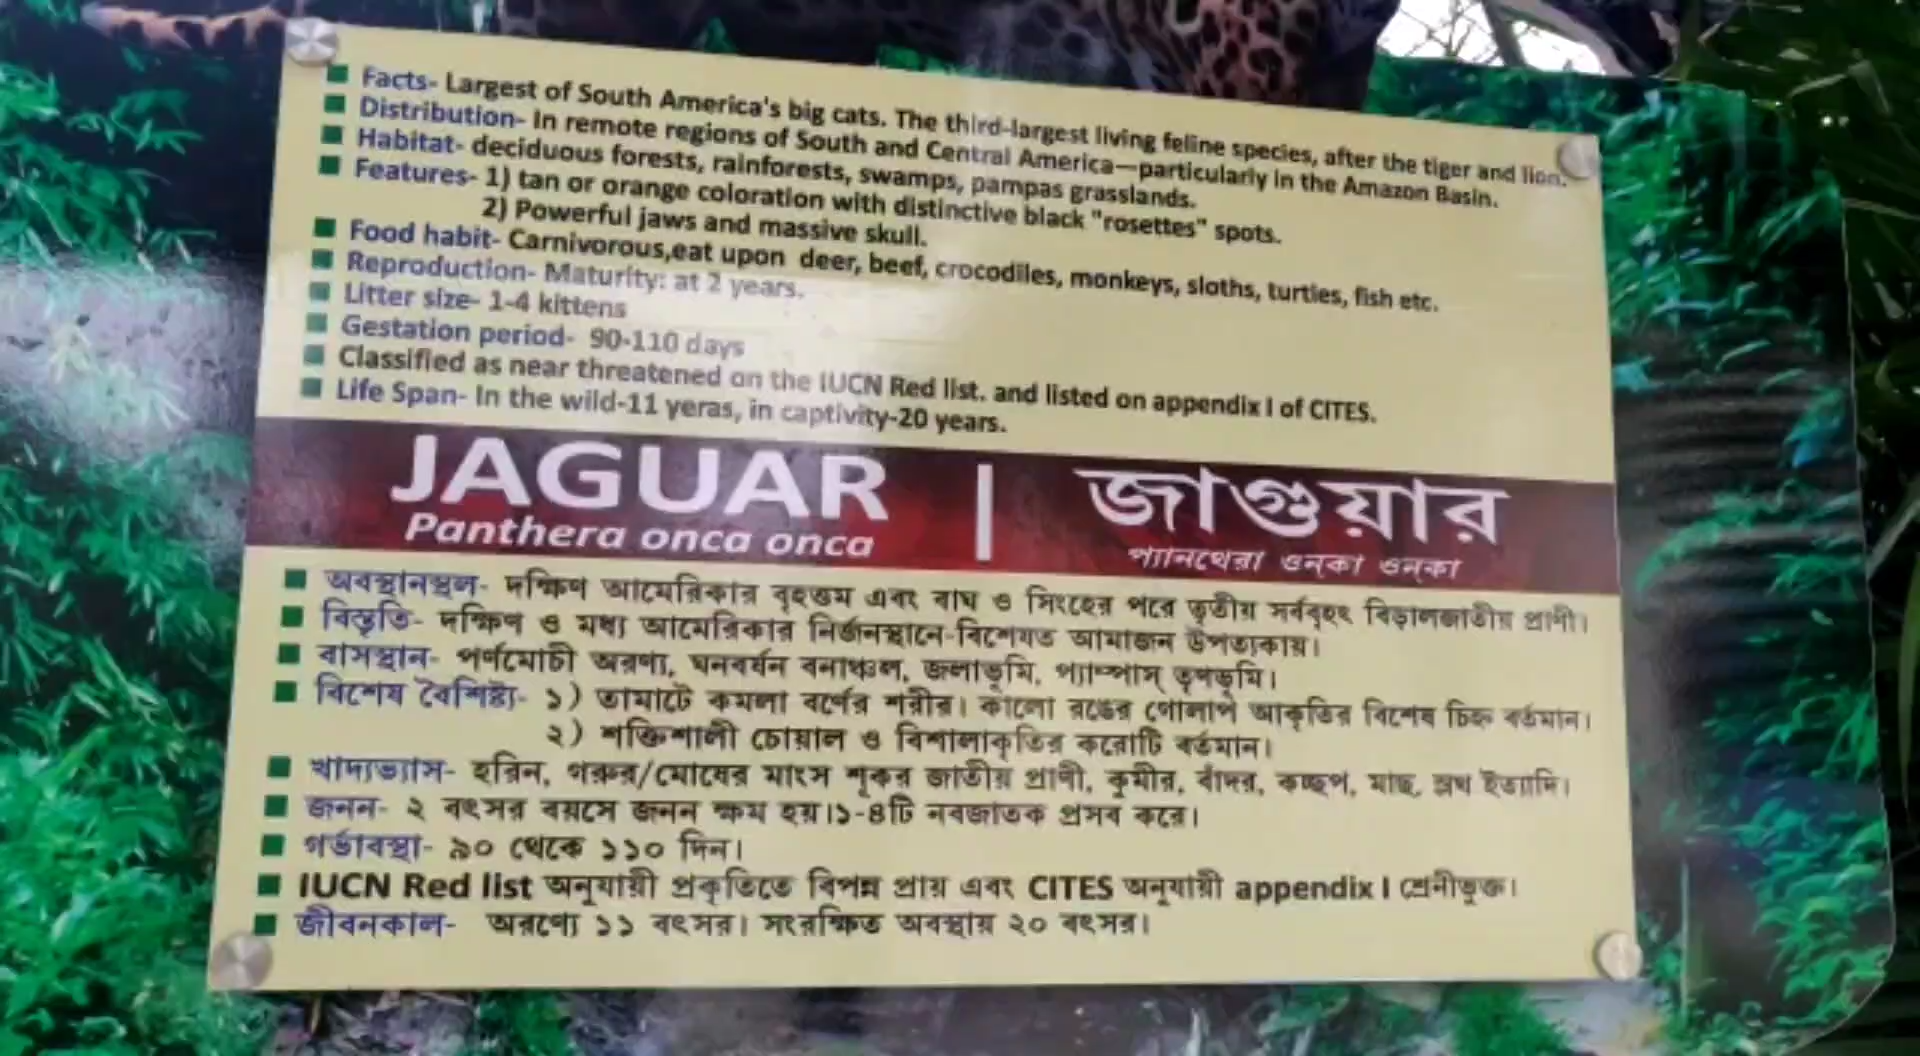 Facts- Largest of South America's big cats. The third-largest living feline species, after the tiger and lion.
Distribution- In remote regions of South and Central America—particularly in the Amazon Basin.
Habitat- deciduous forests, rainforests, swamps, pampas grasslands.
Features- 1) tan or orange coloration with distinctive black "rosettes" spots.
2) Powerful jaws and massive skull.
Food habit- Carnivorous,eat upon deer, beef, crocodiles, monkeys, sloths, turtles, fish etc.
Reproduction- Maturity: at 2 years.
Litter size- 1-4 kittens
Gestation period- 90-110 days
Classified as near threatened on the IUCN Red list. and listed on appendix I of CITES.
Life Span- In the wild-11 yeras, in captivity-20 years.
JAGUAR | জাগুয়ার
Panthera onca onca প্যানথেরা ওন্‌কা ওন্‌কা
অবস্থানস্থল- দক্ষিণ আমেরিকার বৃহত্তম এবং বাঘ ও সিংহের পরে তৃতীয় সর্ববৃহৎ বিড়ালজাতীয় প্রাণী।
বিস্তৃতি- দক্ষিণ ও মধ্য আমেরিকার নির্জনস্থানে-বিশেষত আমাজন উপত্যকায়।
বাসস্থান- পর্ণমোচী অরণ্য, ঘনবর্ষন বনাঞ্চল, জলাভূমি, প্যাম্পাস্ তৃণভূমি।
বিশেষ বৈশিষ্ট্য- ১) তামাটে কমলা বর্ণের শরীর। কালো রঙের গোলাপ আকৃতির বিশেষ চিহ্ন বর্তমান।
২) শক্তিশালী চোয়াল ও বিশালাকৃতির করোটি বর্তমান।
খাদ্যাভ্যাস- হরিন, গরুর/মোষের মাংস শূকর জাতীয় প্রাণী, কুমীর, বাঁদর, কচ্ছপ, মাছ, স্লথ ইত্যাদি।
জনন- ২ বৎসর বয়সে জনন ক্ষম হয়।১-৪টি নবজাতক প্রসব করে।
গর্ভাবস্থা- ৯০ থেকে ১১০ দিন।
IUCN Red list অনুযায়ী প্রকৃতিতে বিপন্ন প্রায় এবং CITES অনুযায়ী appendix I শ্রেনীভুক্ত।
জীবনকাল- অরণ্যে ১১ বৎসর। সংরক্ষিত অবস্থায় ২০ বৎসর।